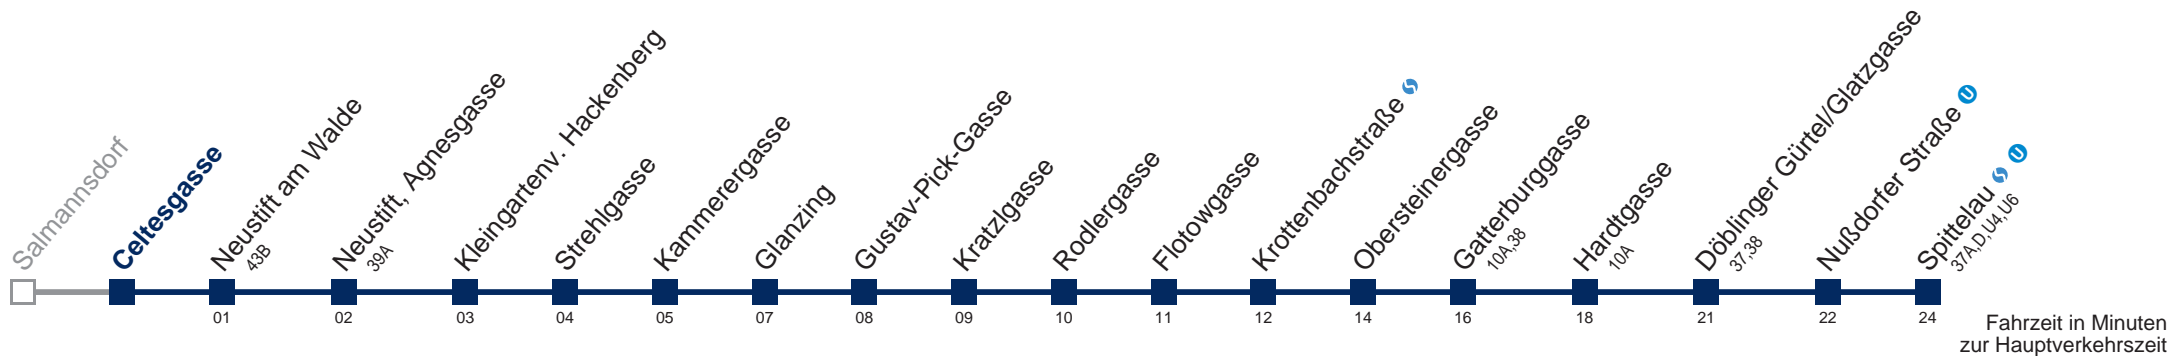 Salmannsdorf
Celtesgasse
Neustift am Walde
43B
Neustift, Agnesgasse
39A
Kleingartenv. Hackenberg
Strehlgasse
Kammerergasse
Glanzing
Gustav-Pick-Gasse
Kratzlgasse
Rodlergasse
Flotowgasse
Krottenbachstraße S
Obersteinergasse
Gatterburggasse
10A,38
Hardtgasse
10A
Döblinger Gürtel/Glatzgasse
37,38
Nußdorfer Straße U
Spittelau S U
37A,D,U4,U6
01 02 03 04 05 07 08 09 10 11 12 14 16 18 21 22 24
Fahrzeit in Minuten
zur Hauptverkehrszeit